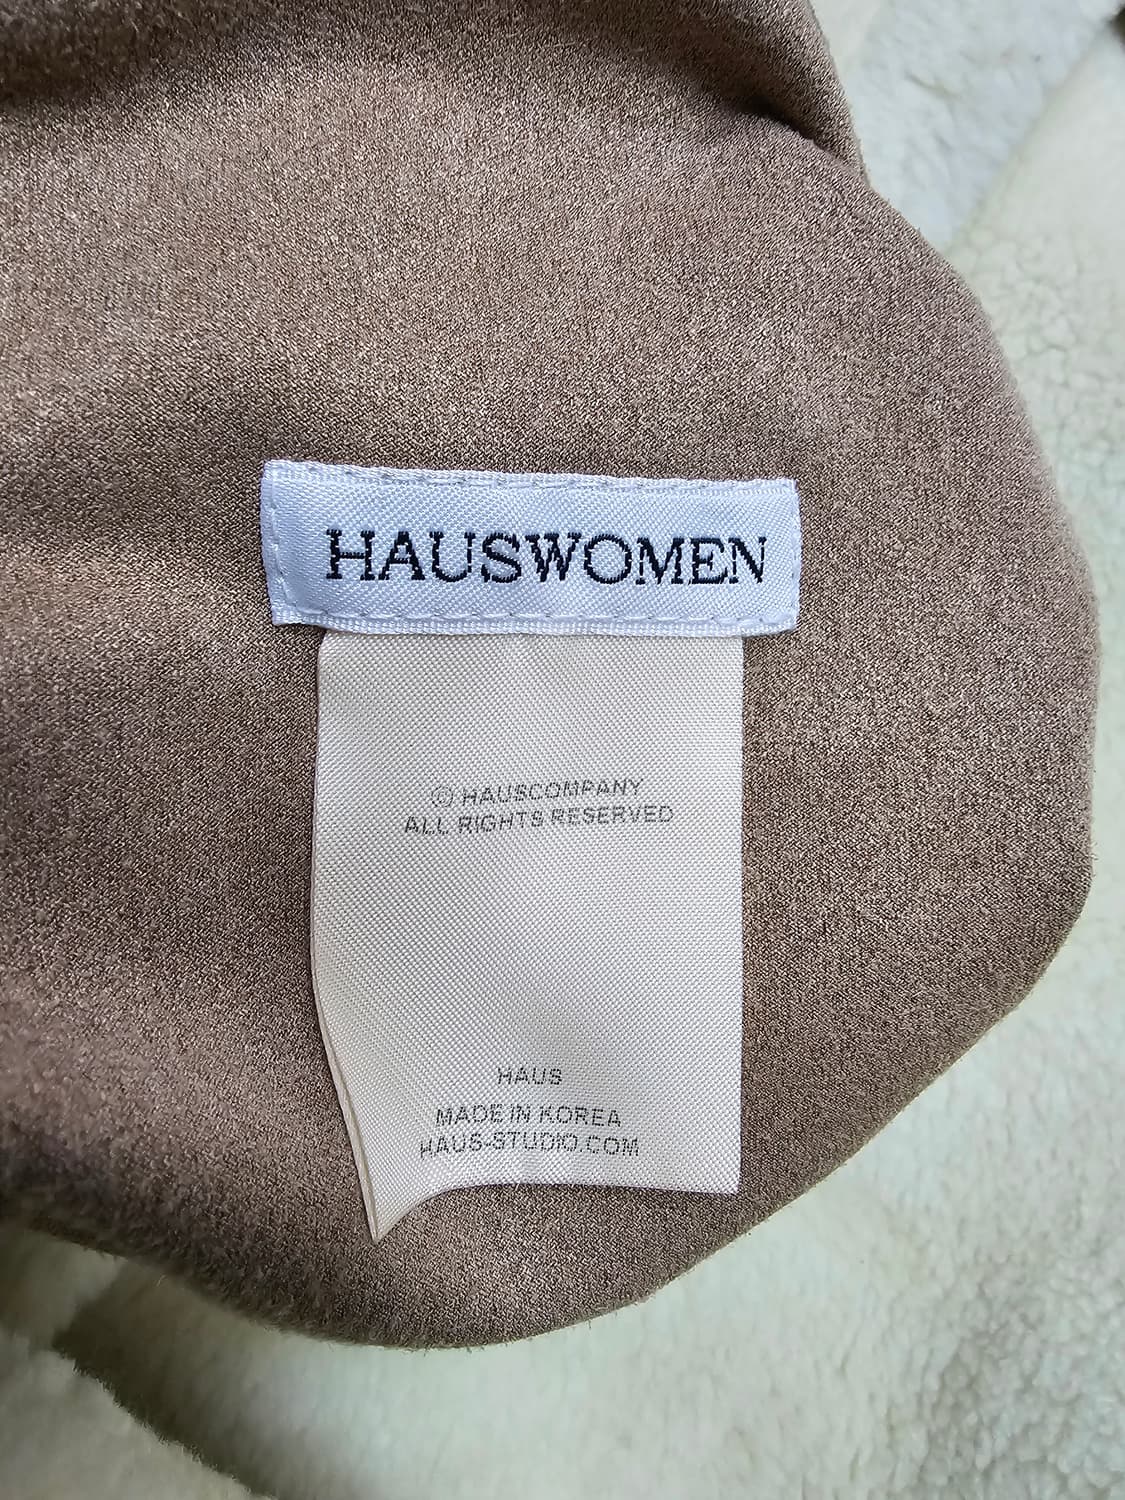 HAUSWOMEN
© HAUSCOMPANY
ALL RIGHTS RESERVED
HAUS
MADE IN KOREA
HAUS-STUDIO.COM